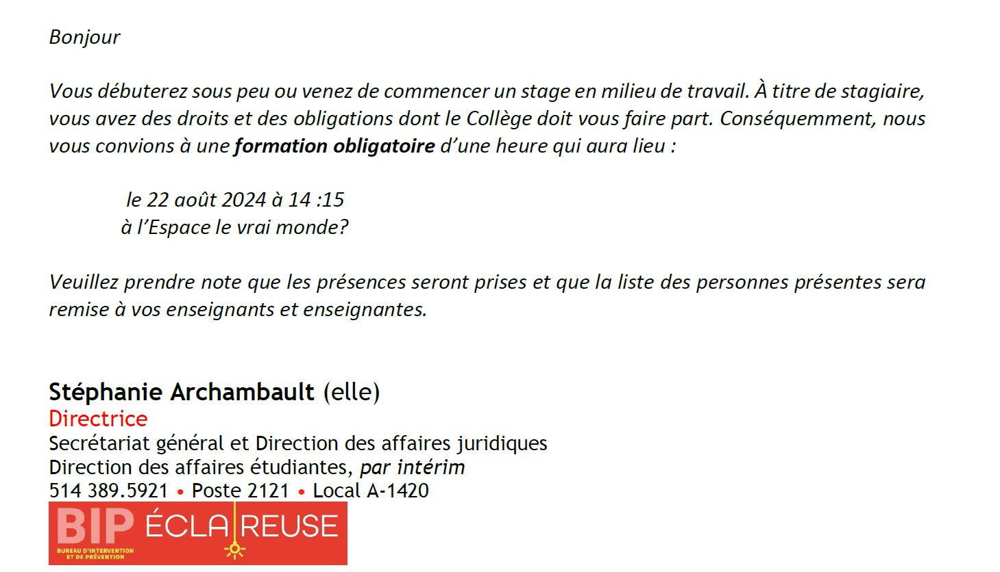 Bonjour
Vous débuterez sous peu ou venez de commencer un stage en milieu de travail. À titre de stagiaire,
vous avez des droits et des obligations dont le Collège doit vous faire part. Conséquemment, nous
vous convions à une formation obligatoire d’une heure qui aura lieu :
le 22 août 2024 à 14 :15
à l’Espace le vrai monde?
Veuillez prendre note que les présences seront prises et que la liste des personnes présentes sera
remise à vos enseignants et enseignantes.
Stéphanie Archambault (elle)
Directrice
Secrétariat général et Direction des affaires juridiques
Direction des affaires étudiantes, par intérim
514 389.5921 • Poste 2121 • Local A-1420
BIP ÉCLAIREUSE
BUREAU D'INTERVENTION
ET DE PRÉVENTION